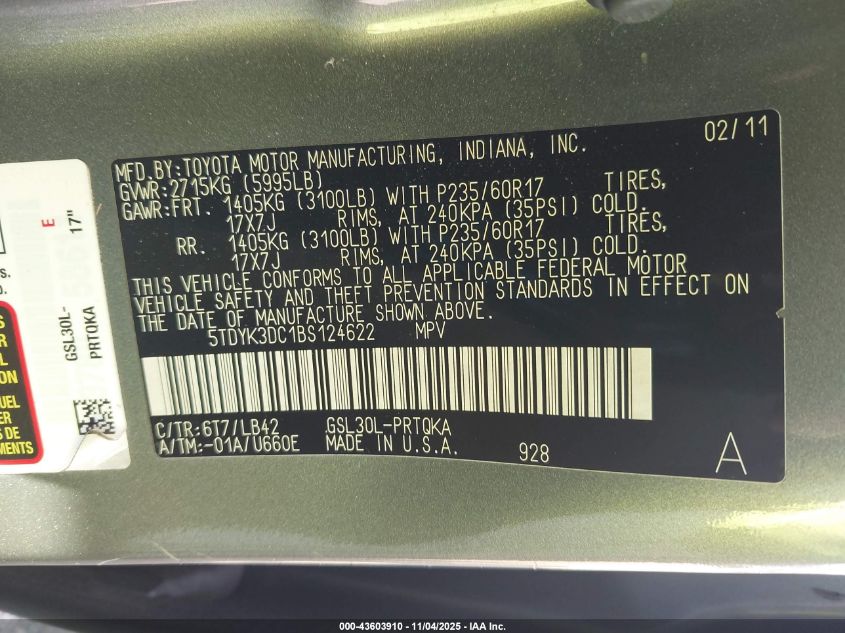 MFD.BY:TOYOTA MOTOR MANUFACTURING, INDIANA, INC. 02/11
GVWR:2715KG (5995LB)
GAWR:FRT. 1405KG (3100LB) WITH P235/60R17 TIRES,
17X7J RIMS, AT 240KPA (35PSI) COLD.
RR. 1405KG (3100LB) WITH P235/60R17 TIRES,
17X7J RIMS, AT 240KPA (35PSI) COLD.
THIS VEHICLE CONFORMS TO ALL APPLICABLE FEDERAL MOTOR
VEHICLE SAFETY AND THEFT PREVENTION STANDARDS IN EFFECT ON
THE DATE OF MANUFACTURE SHOWN ABOVE.
5TDYK3DC1BS124622 MPV
C/TR:6T7/LB42 GSL30L-PRTQKA
A/TM:-01A/U660E MADE IN U.S.A. 928
A
E
17"
GSL30L-
PRTQKA
UEL
S DE
MENTS
000-43603910 - 11/04/2025 - IAA Inc.